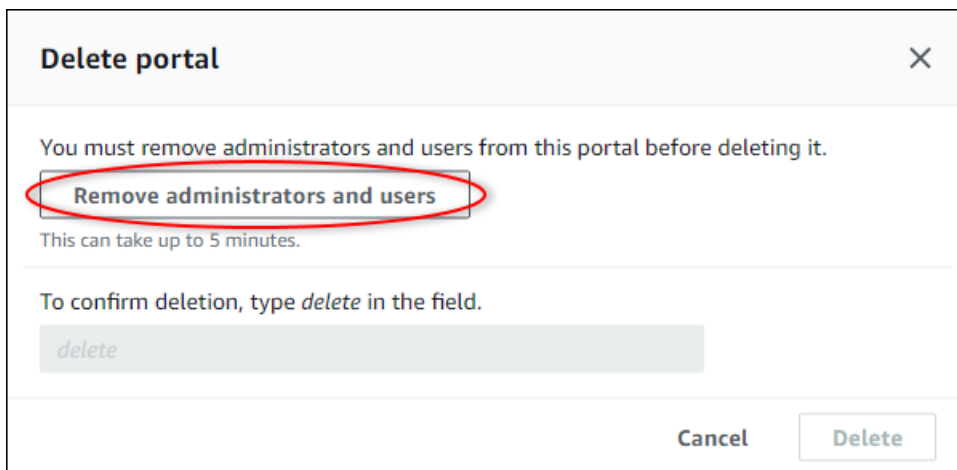 Delete portal
You must remove administrators and users from this portal before deleting it.
Remove administrators and users
This can take up to 5 minutes.
To confirm deletion, type delete in the field.
delete
Cancel
Delete